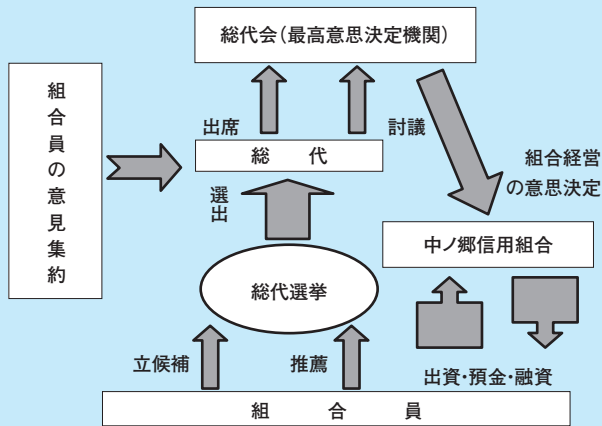 総代会(最高意思決定機関)
組合員の意見集約
出席
討議
総代
組合経営
の意思決定
選出
中ノ郷信用組合
総代選挙
立候補
推薦
出資・預金・融資
組合員